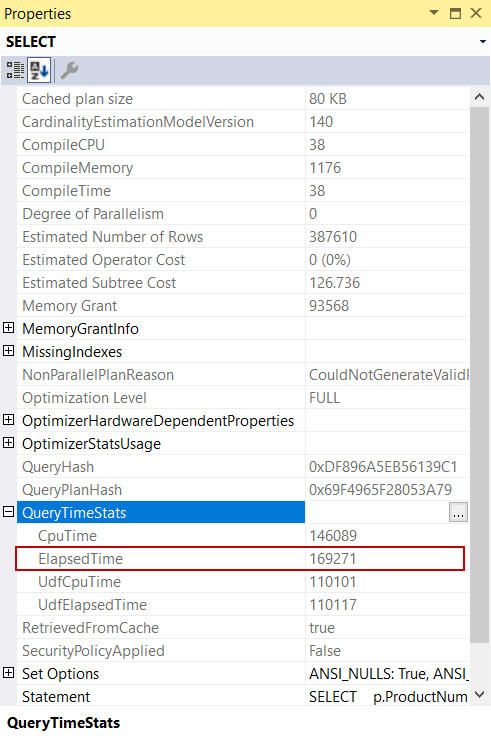 Properties
SELECT
Cached plan size 80 KB
CardinalityEstimationModelVersion 140
CompileCPU 38
CompileMemory 1176
CompileTime 38
Degree of Parallelism 0
Estimated Number of Rows 387610
Estimated Operator Cost 0 (0%)
Estimated Subtree Cost 126.736
Memory Grant 93568
MemoryGrantInfo
MissingIndexes
NonParallelPlanReason CouldNotGenerateValidP
Optimization Level FULL
OptimizerHardwareDependentProperties
OptimizerStatsUsage
QueryHash 0xDF896A5EB56139C1
QueryPlanHash 0x69F4965F28053A79
QueryTimeStats ...
CpuTime 146089
ElapsedTime 169271
UdfCpuTime 110101
UdfElapsedTime 110117
RetrievedFromCache true
SecurityPolicyApplied False
Set Options ANSI_NULLS: True, ANSI_
Statement SELECT p.ProductNum
QueryTimeStats